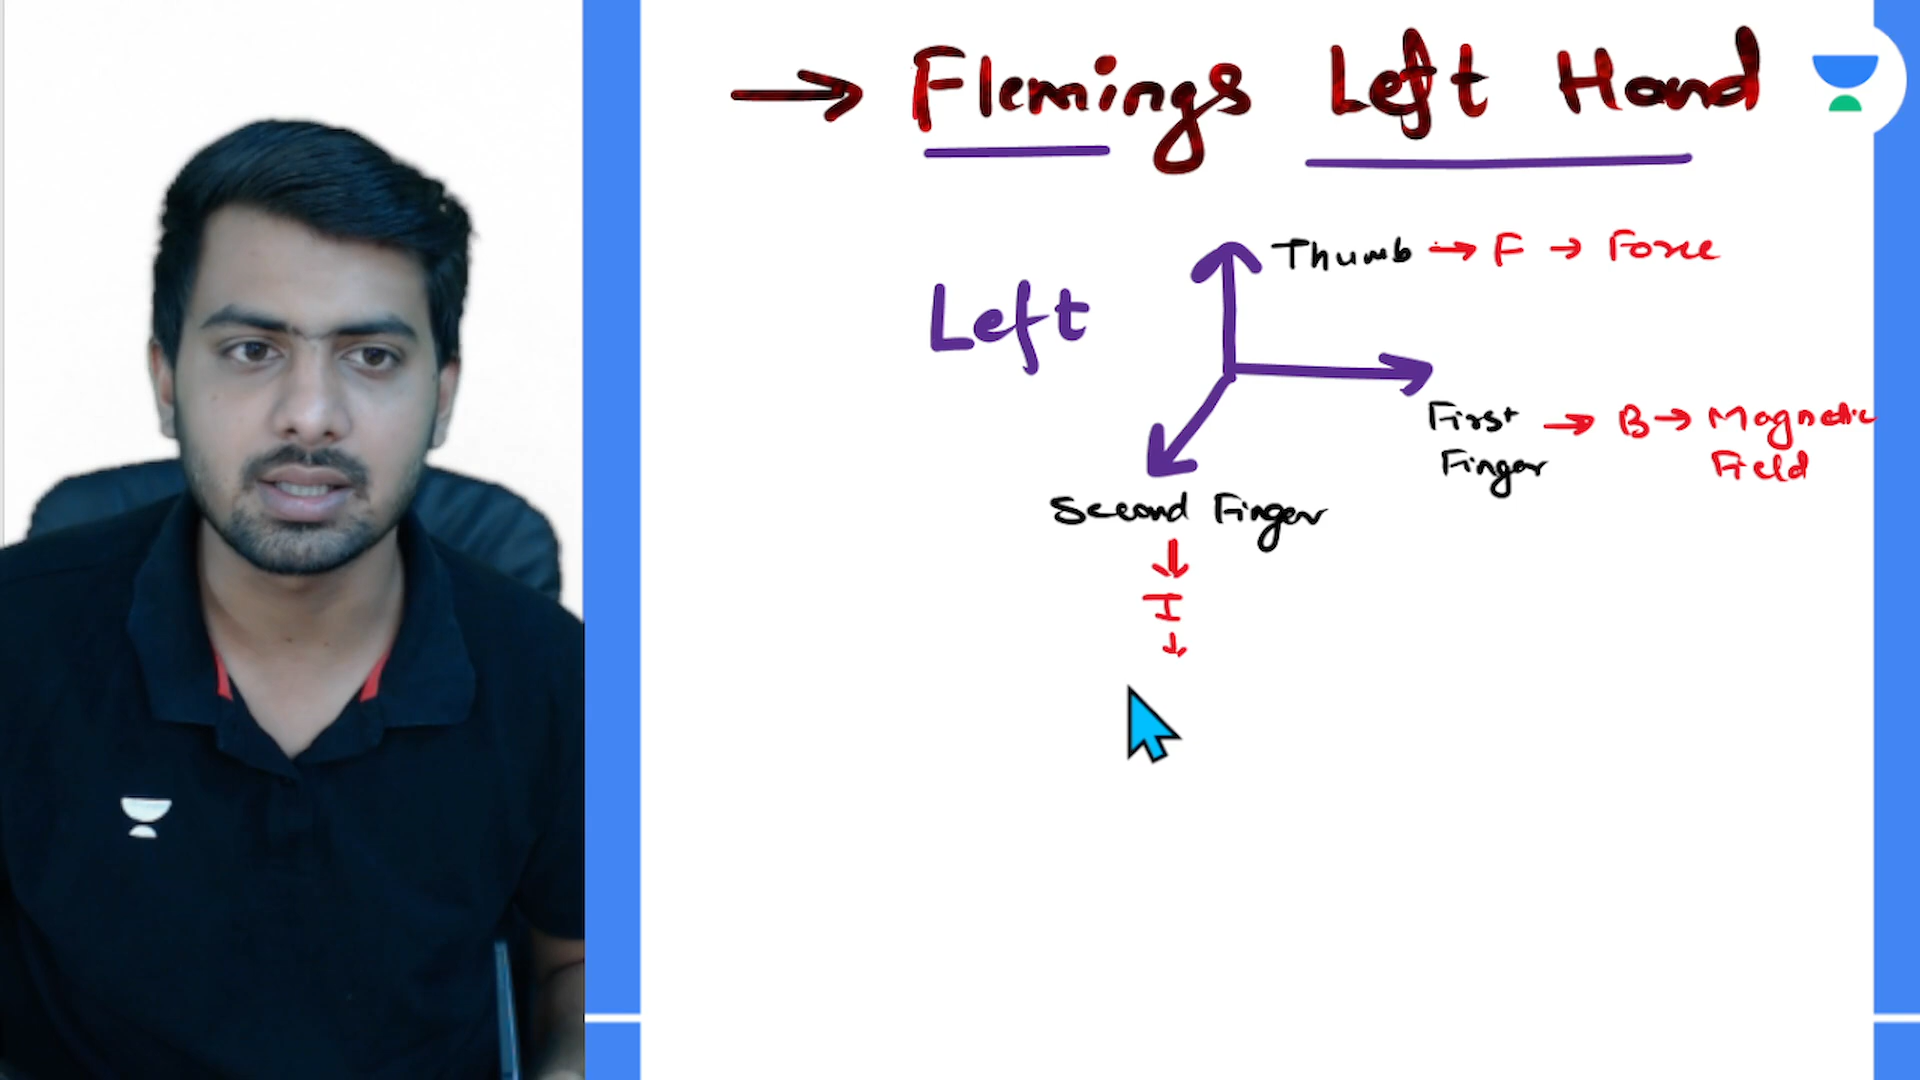 → Flemings Left Hand
Thumb → F → Force
Left
First → B → Magnetic
Finger Field
Second Finger
↓
I
↓